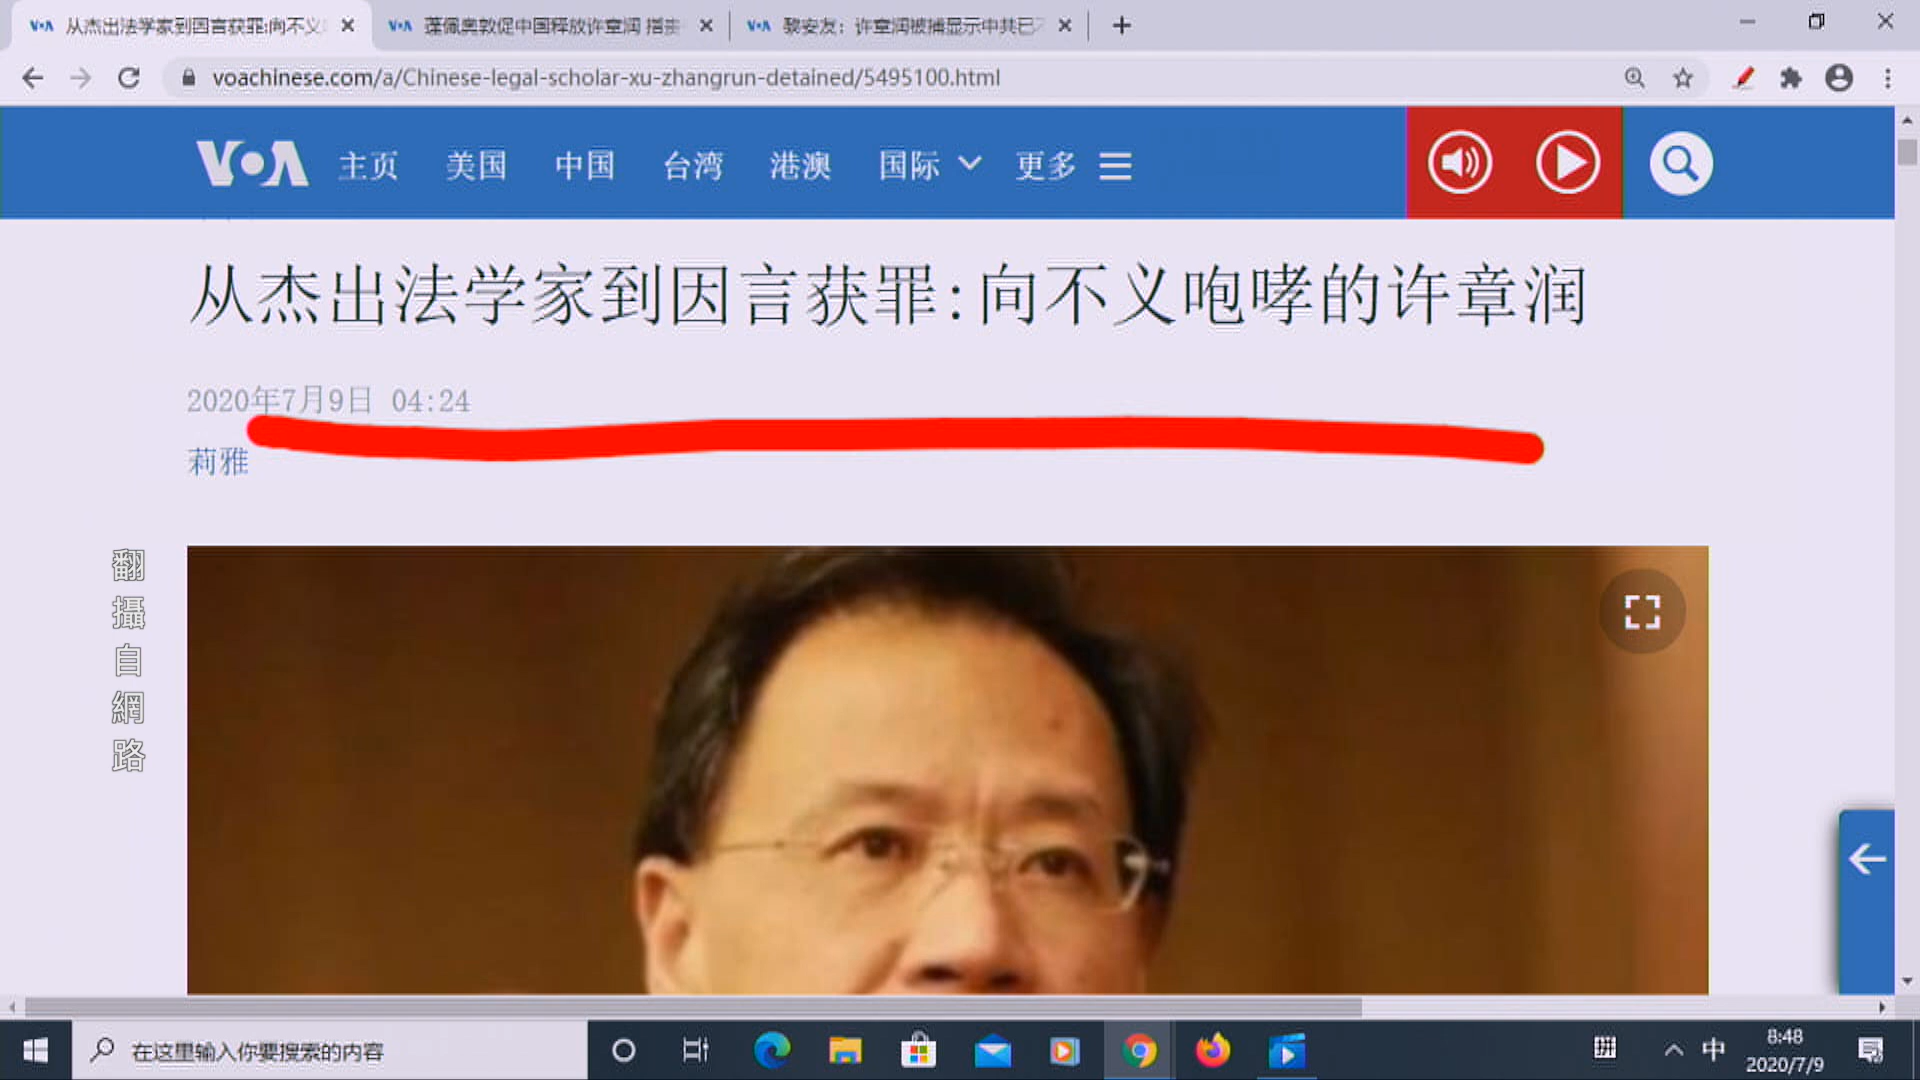 从杰出法学家到因言获罪:向不义
蓬佩奥敦促中国释放许章润 指责
黎安友：许章润被捕显示中共已不
voachinese.com/a/Chinese-legal-scholar-xu-zhangrun-detained/5495100.html
VOA 主页 美国 中国 台湾 港澳 国际 更多
从杰出法学家到因言获罪:向不义咆哮的许章润
2020年7月9日 04:24
莉雅
翻攝自網路
在这里输入你要搜索的内容
拼 中 8:48
2020/7/9